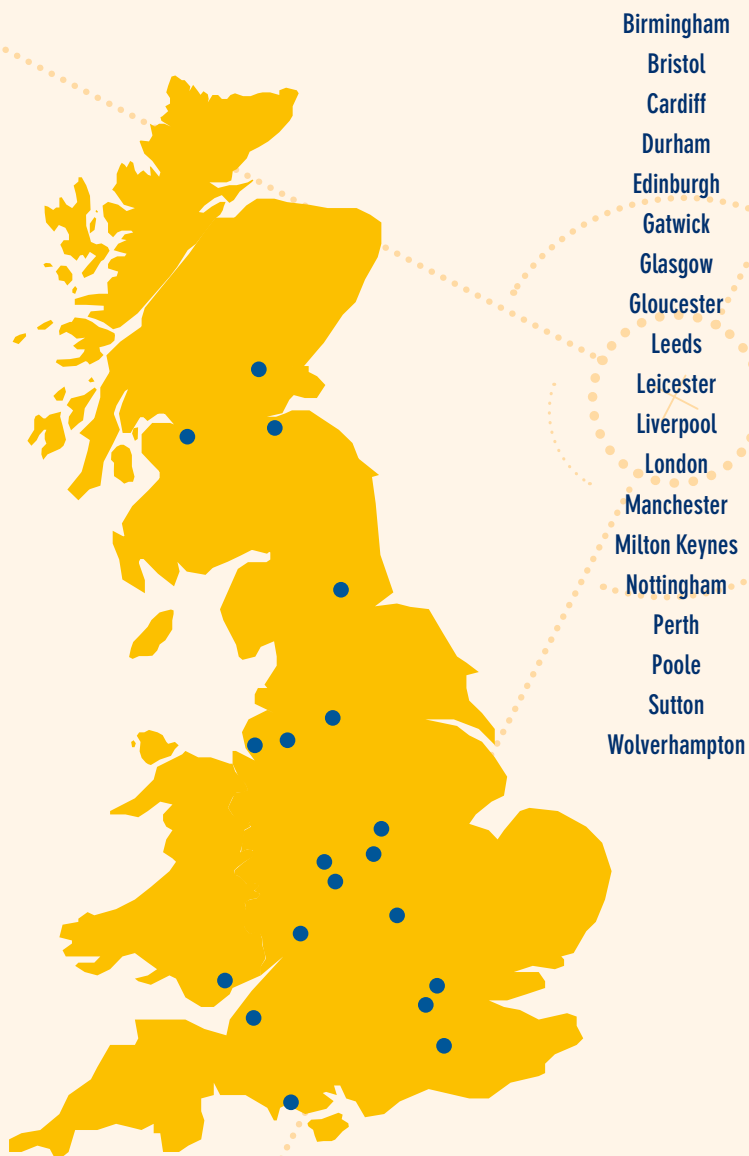 Birmingham
Bristol
Cardiff
Durham
Edinburgh
Gatwick
Glasgow
Gloucester
Leeds
Leicester
Liverpool
London
Manchester
Milton Keynes
Nottingham
Perth
Poole
Sutton
Wolverhampton